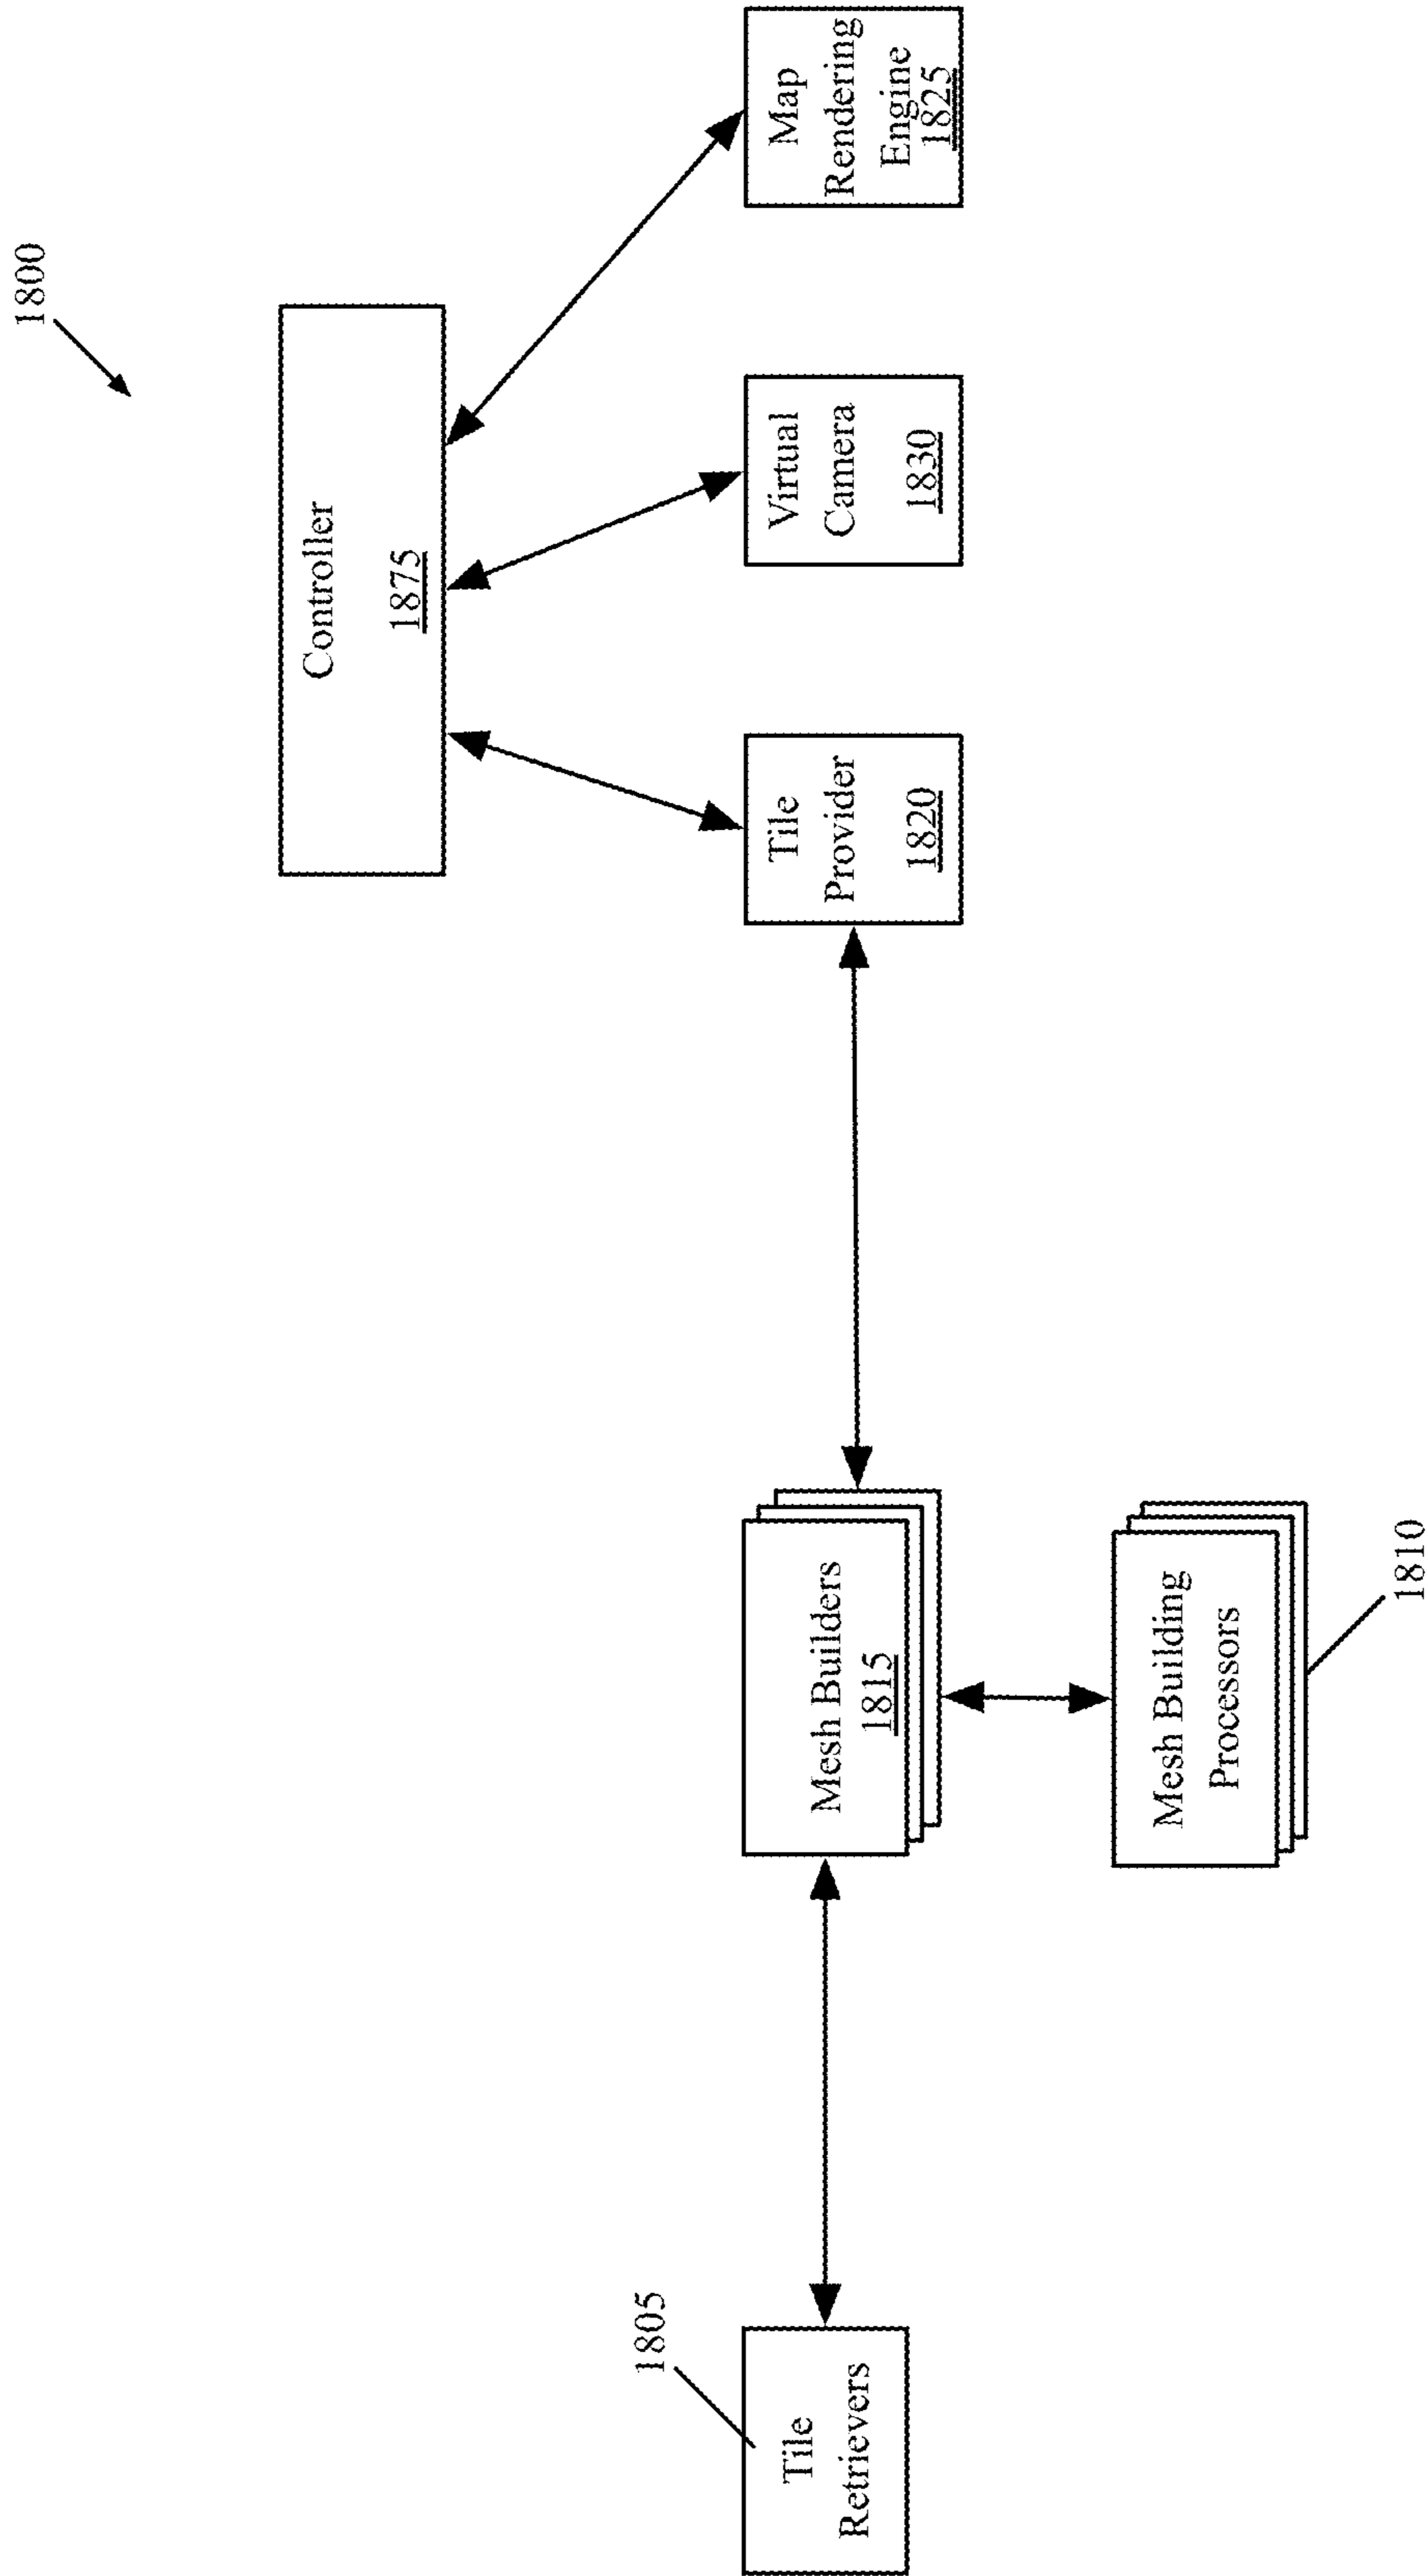 1800
Controller
1875
Tile
Retrievers
1805
Mesh Builders
1815
Mesh Building
Processors
1810
Tile
Provider
1820
Virtual
Camera
1830
Map
Rendering
Engine
1825